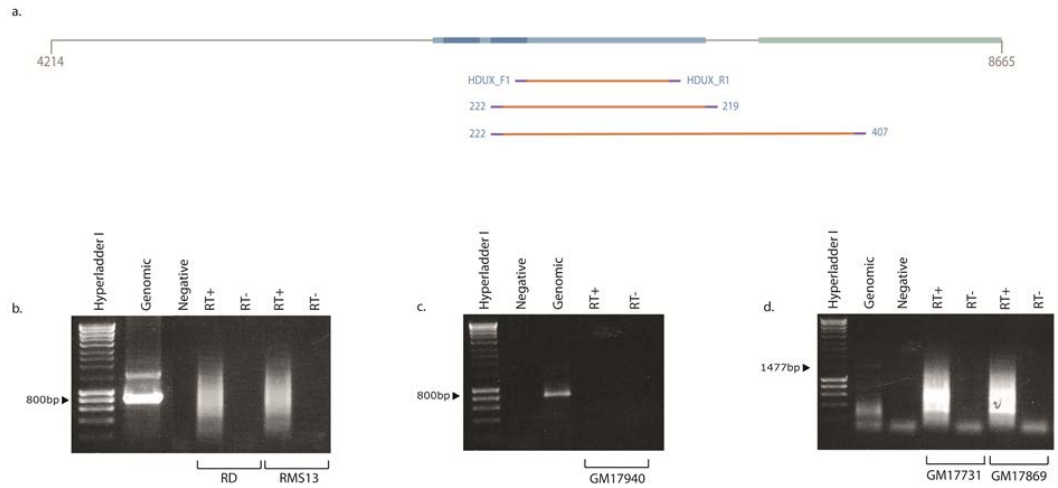 a.
4214
8665
HDUX_F1
HDUX_R1
222
219
222
407
b.
Hyperladder I
Genomic
Negative
RT+
RT-
RT+
RT-
800bp
RD
RMS13
c.
Hyperladder I
Negative
Genomic
RT+
RT-
800bp
GM17940
d.
Hyperladder I
Genomic
Negative
RT+
RT-
RT+
RT-
1477bp
GM17731
GM17869